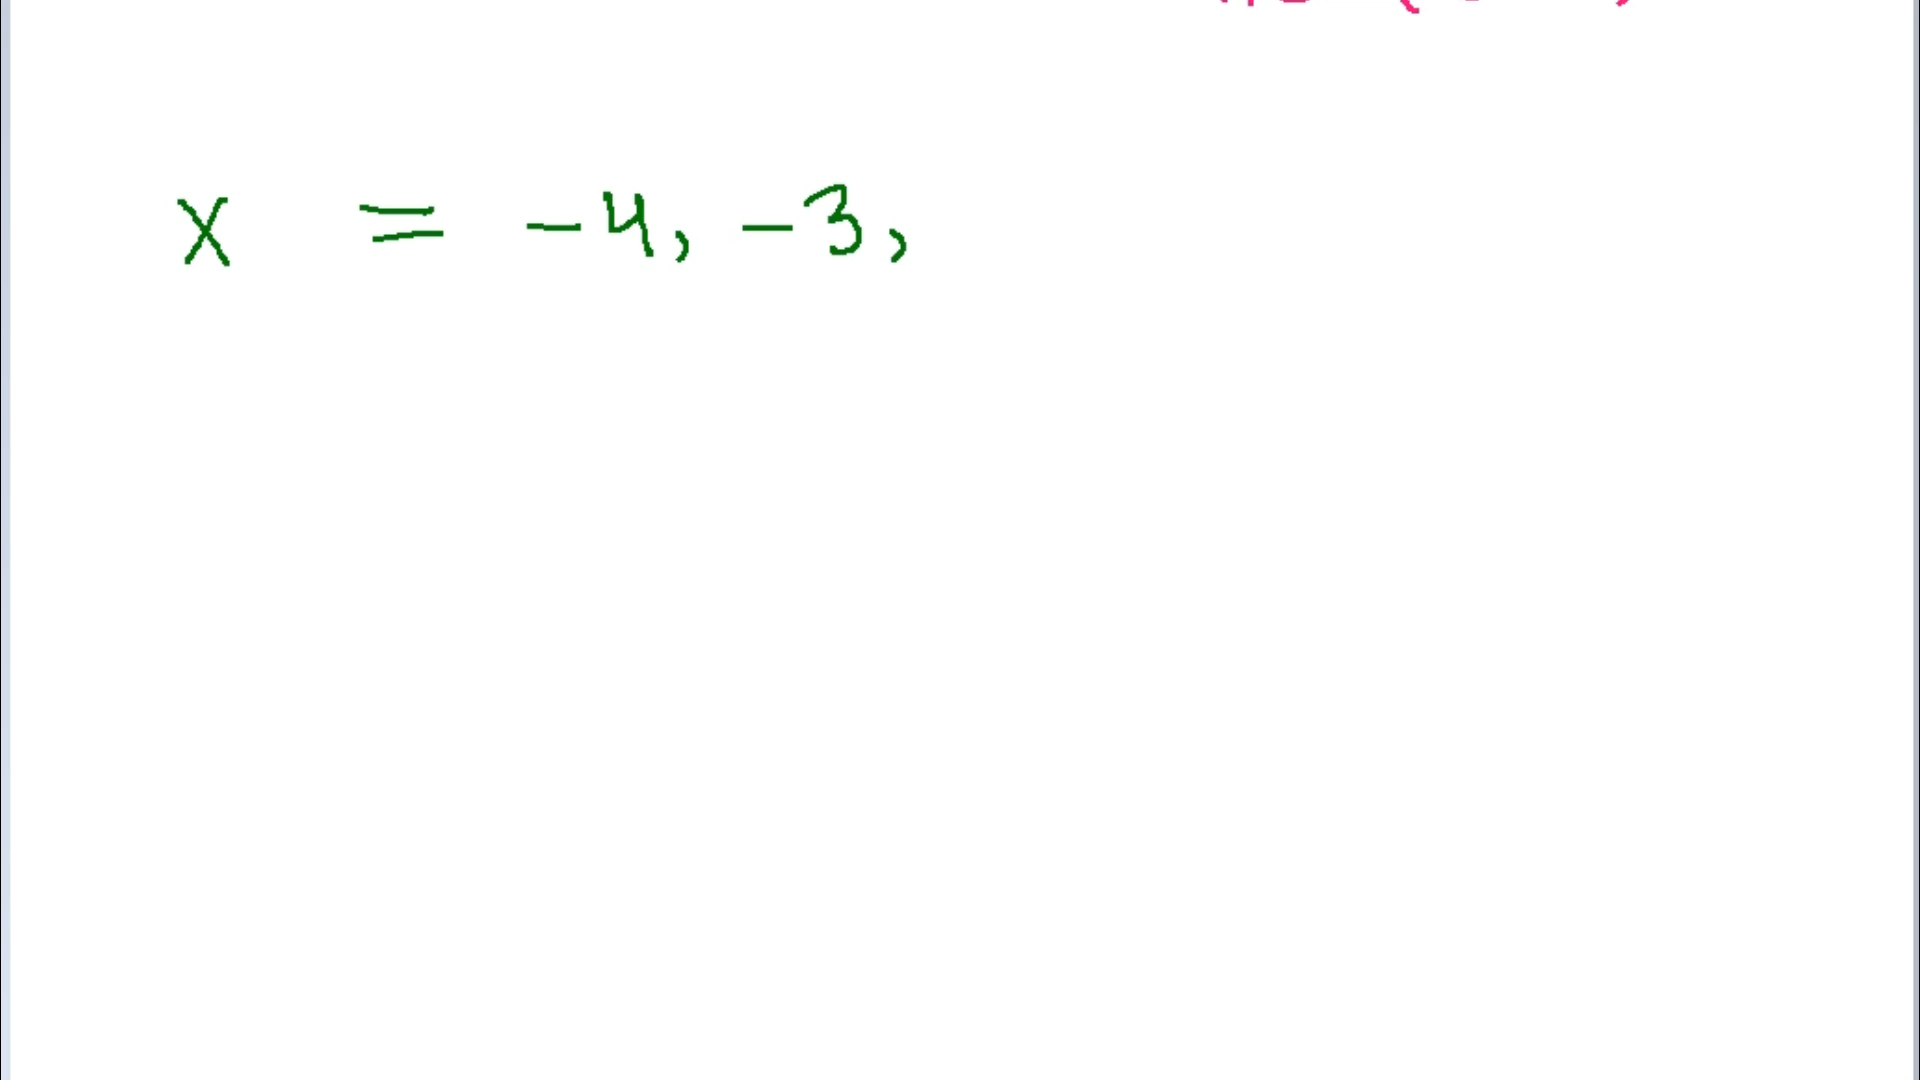 x = -4, -3,